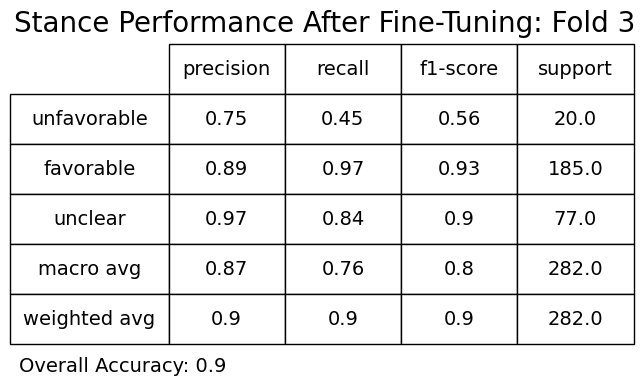 Stance Performance After Fine-Tuning: Fold 3
precision recall f1-score support
unfavorable 0.75 0.45 0.56 20.0
favorable 0.89 0.97 0.93 185.0
unclear 0.97 0.84 0.9 77.0
macro avg 0.87 0.76 0.8 282.0
weighted avg 0.9 0.9 0.9 282.0
Overall Accuracy: 0.9